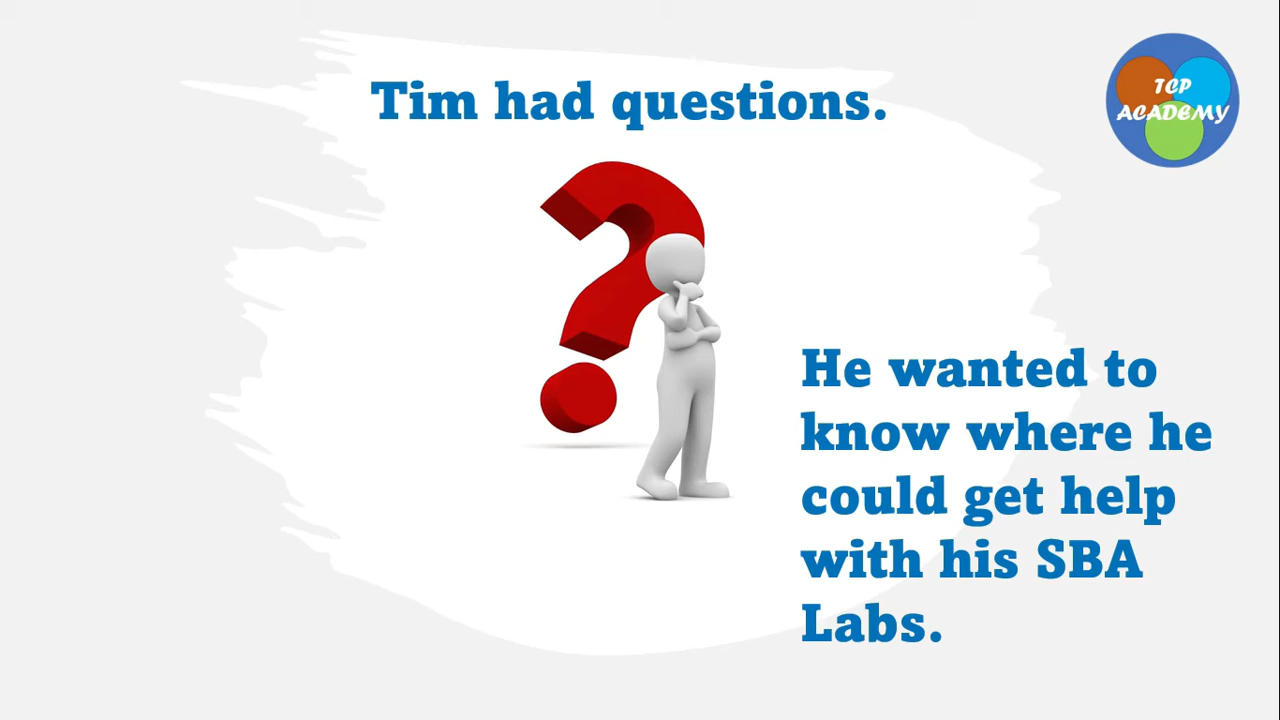 Tim had questions.
TCP
ACADEMY
He wanted to
know where he
could get help
with his SBA
Labs.